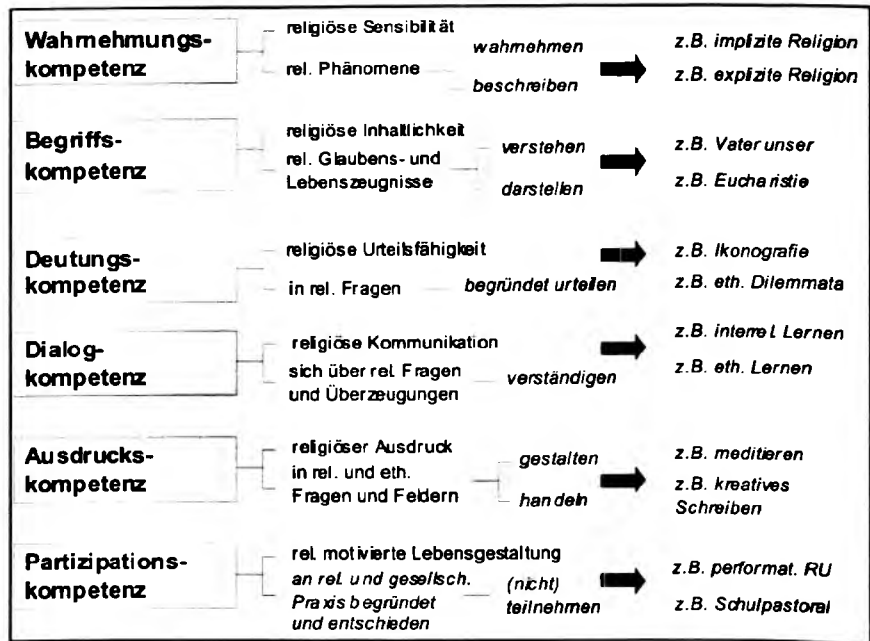 Wahrnehmungs-
kompetenz
religiöse Sensibilität
rel. Phänomene
wahrnehmen
beschreiben
z.B. implizite Religion
z.B. explizite Religion
Begriffs-
kompetenz
religiöse Inhaltlichkeit
rel. Glaubens- und
Lebenszeugnisse
verstehen
darstellen
z.B. Vater unser
z.B. Eucharistie
Deutungs-
kompetenz
religiöse Urteilsfähigkeit
in rel. Fragen
begründet urteilen
z.B. Ikonografie
z.B. eth. Dilemmata
Dialog-
kompetenz
religiöse Kommunikation
sich über rel. Fragen
und Überzeugungen
verständigen
z.B. interrel. Lernen
z.B. eth. Lernen
Ausdrucks-
kompetenz
religiöser Ausdruck
in rel. und eth.
Fragen und Feldern
gestalten
handeln
z.B. meditieren
z.B. kreatives
Schreiben
Partizipations-
kompetenz
rel. motivierte Lebensgestaltung
an rel. und gesellsch.
Praxis begründet
und entschieden
(nicht)
teilnehmen
z.B. performat. RU
z.B. Schulpastoral